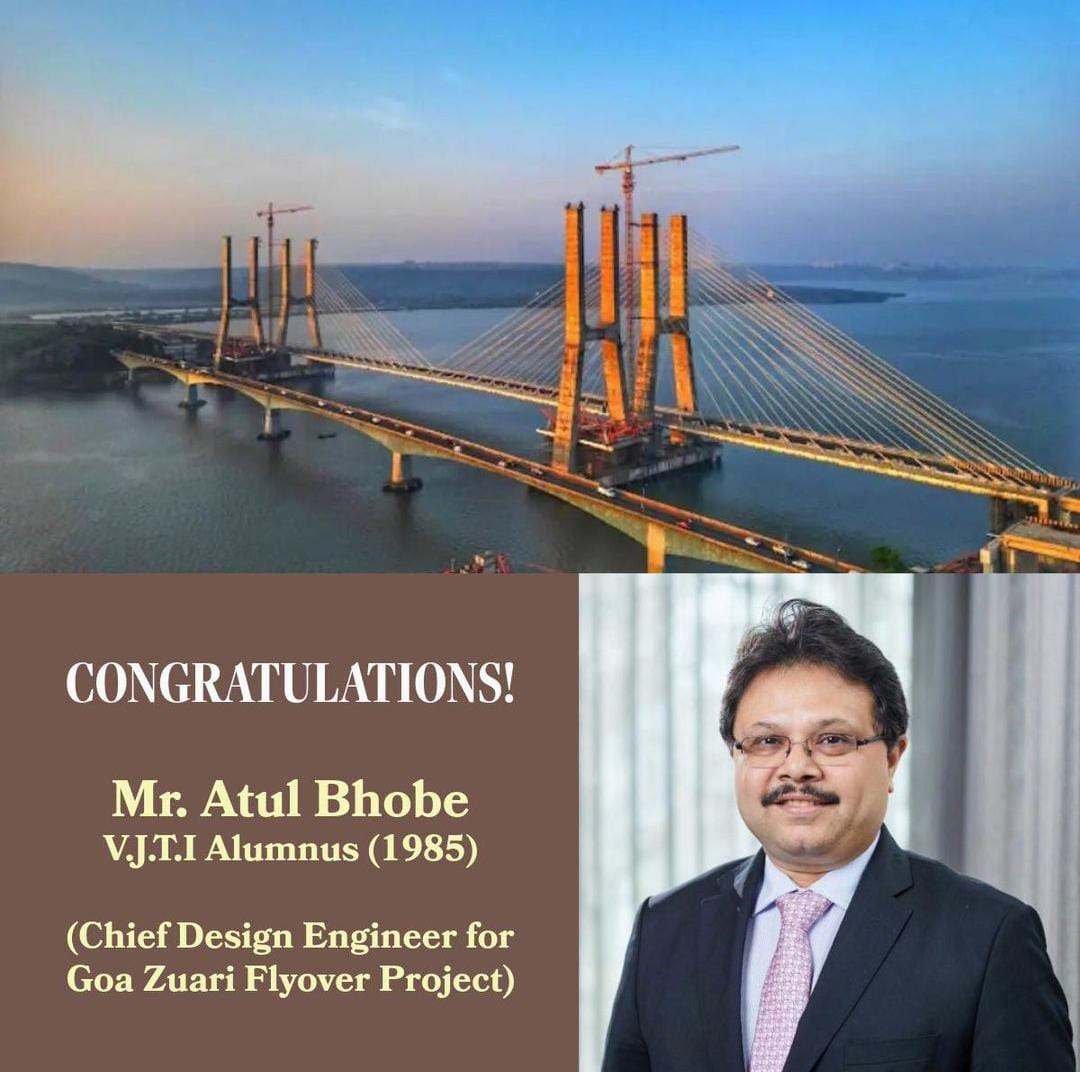 CONGRATULATIONS!
Mr. Atul Bhobe
V.J.T.I Alumnus (1985)
(Chief Design Engineer for
Goa Zuari Flyover Project)